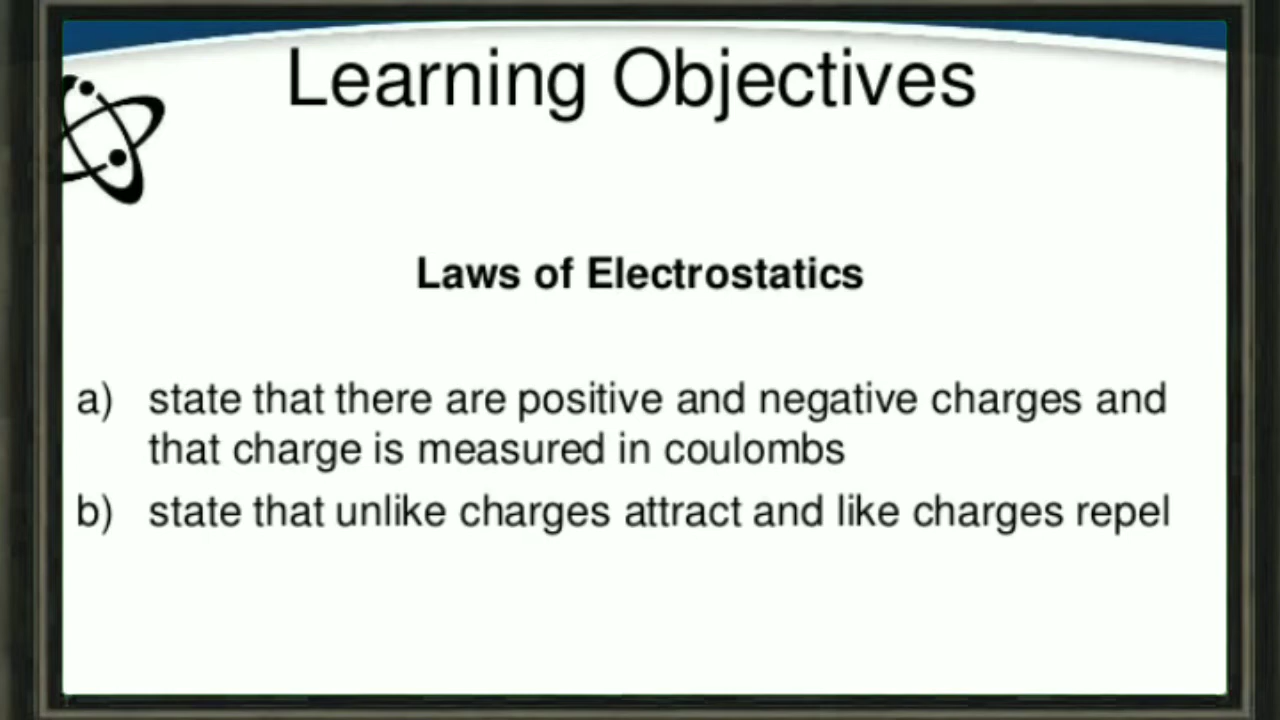 Learning Objectives
Laws of Electrostatics
a) state that there are positive and negative charges and
that charge is measured in coulombs
b) state that unlike charges attract and like charges repel